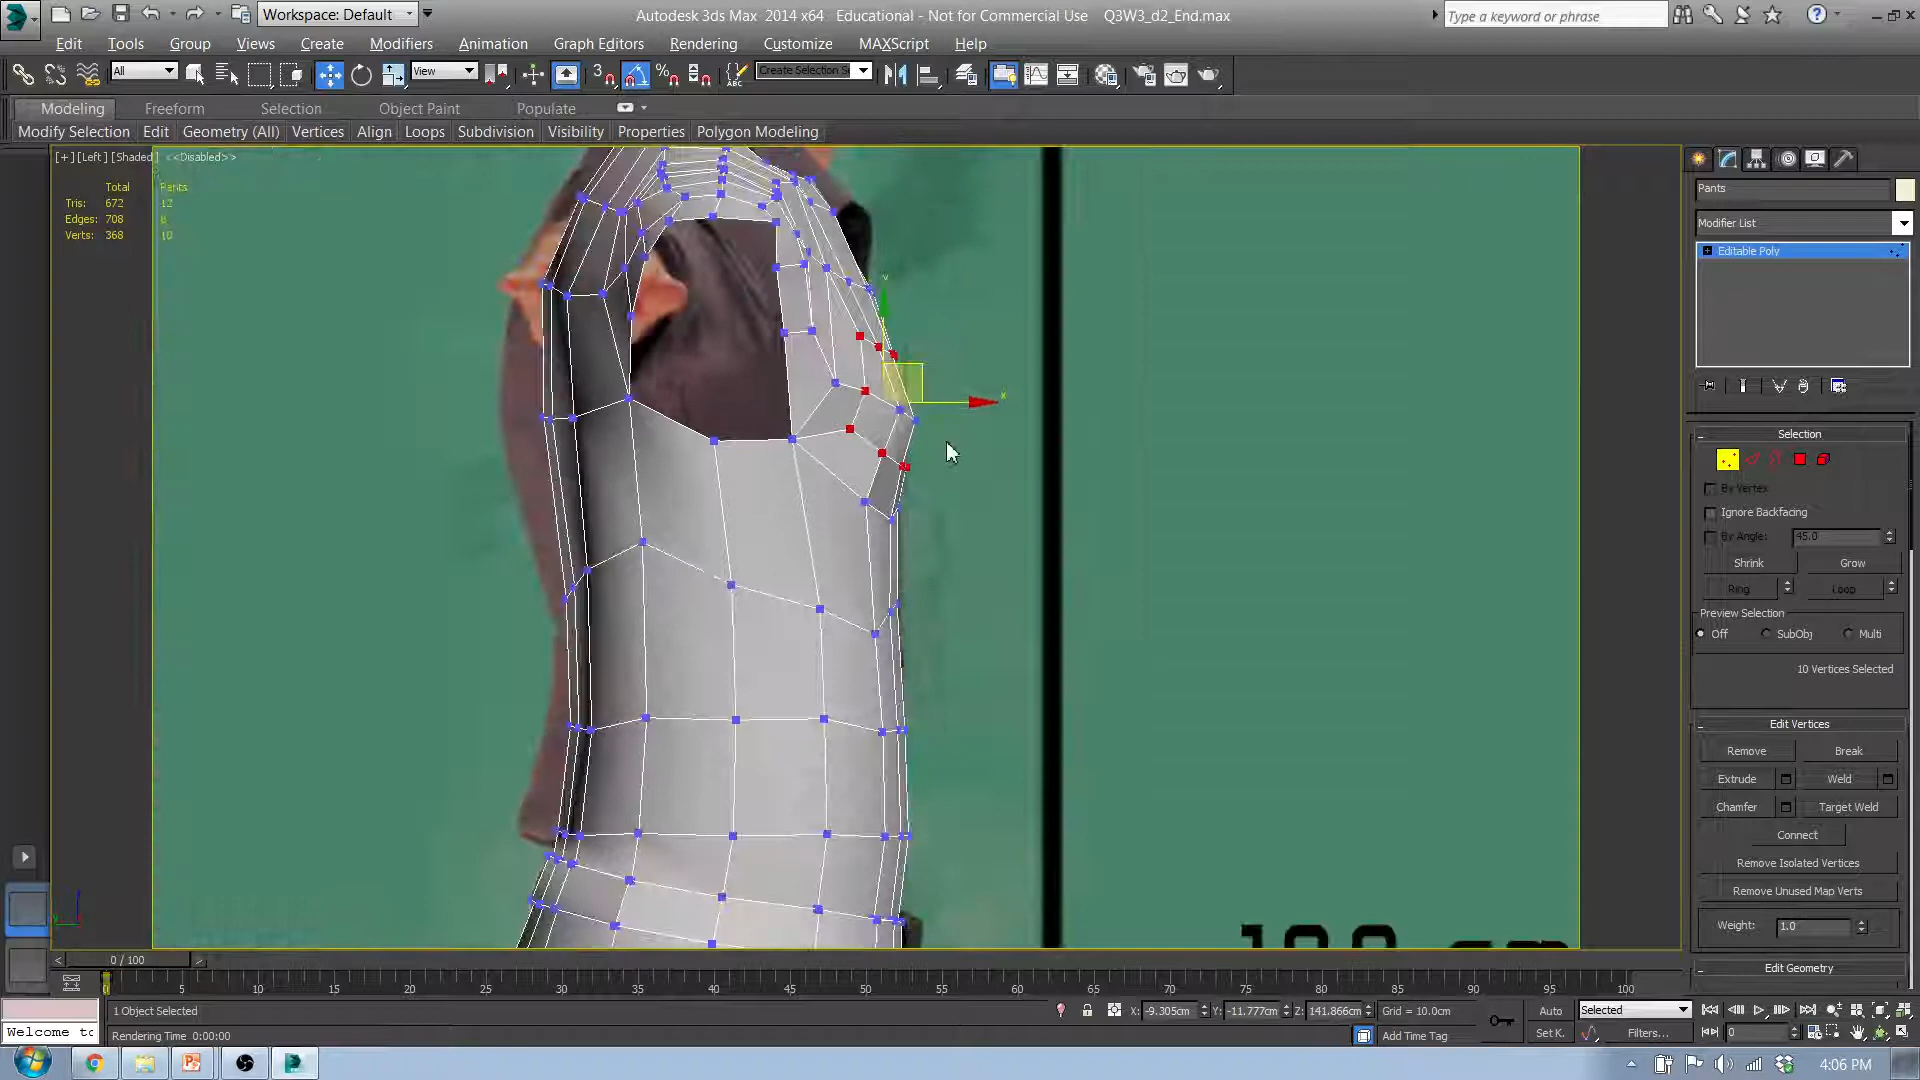 Workspace: Default
Autodesk 3ds Max 2014 x64 Educational - Not for Commercial Use Q3W3_d2_End.max
Type a keyword or phrase
Edit Tools Group Views Create Modifiers Animation Graph Editors Rendering Customize MAXScript Help
All
View
3
ABC
Create Selection S
Modeling Freeform Selection Object Paint Populate
Modify Selection Edit Geometry (All) Vertices Align Loops Subdivision Visibility Properties Polygon Modeling
[+] [Left] [Shaded] <<Disabled>>
Total Pants
Tris: 672 12
Edges: 708 8
Verts: 368 10
Y
x
Pants
Modifier List
Editable Poly
Selection
By Vertex
Ignore Backfacing
By Angle: 45.0
Shrink Grow
Ring Loop
Preview Selection
Off SubObj Multi
10 Vertices Selected
Edit Vertices
Remove Break
Extrude Weld
Chamfer Target Weld
Connect
Remove Isolated Vertices
Remove Unused Map Verts
Weight: 1.0
Edit Geometry
0 / 100
0 5 10 15 20 25 30 35 40 45 50 55 60 65 70 75 80 85 90 95 100
1 Object Selected
X: -9.305cm Y: -11.777cm Z: 141.866cm Grid = 10.0cm
Auto Selected
Welcome to
Rendering Time 0:00:00
Add Time Tag
Set K. Filters...
0
4:06 PM